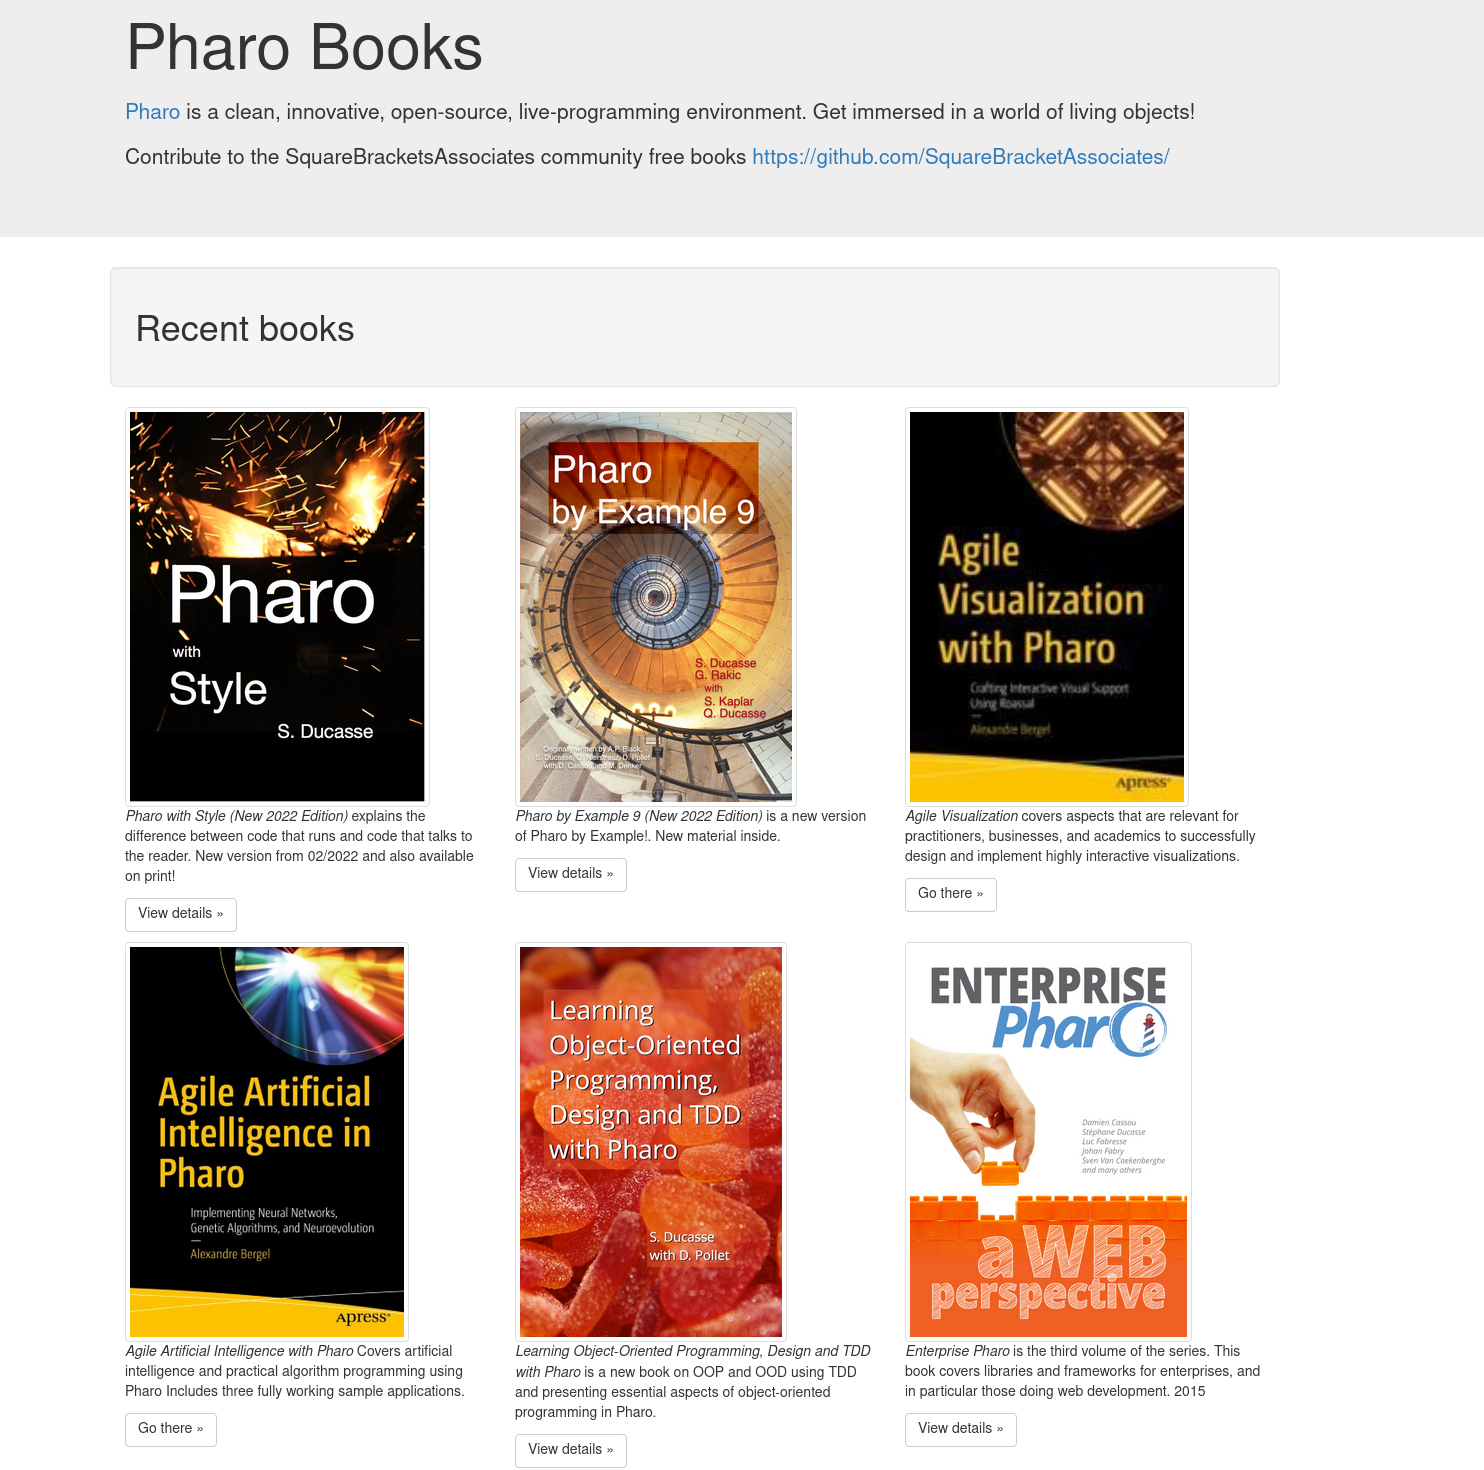 Pharo Books
Pharo is a clean, innovative, open-source, live-programming environment. Get immersed in a world of living objects!
Contribute to the SquareBracketsAssociates community free books https://github.com/SquareBracketAssociates/
Recent books
Pharo
with
Style
S. Ducasse
Pharo with Style (New 2022 Edition) explains the
difference between code that runs and code that talks to
the reader. New version from 02/2022 and also available
on print!
View details »
Pharo
by Example 9
S. Ducasse
G. Rakic
with
S. Kaplar
Q. Ducasse
Originally written by A.P. Black,
S. Ducasse, O. Nierstrasz, D. Pollet
with D. Cassou and M. Denker
Pharo by Example 9 (New 2022 Edition) is a new version
of Pharo by Example!. New material inside.
View details »
Agile
Visualization
with Pharo
Crafting Interactive Visual Support
Using Roassal
Alexandre Bergel
Apress®
Agile Visualization covers aspects that are relevant for
practitioners, businesses, and academics to successfully
design and implement highly interactive visualizations.
Go there »
Agile Artificial
Intelligence in
Pharo
Implementing Neural Networks,
Genetic Algorithms, and Neuroevolution
Alexandre Bergel
Apress®
Agile Artificial Intelligence with Pharo Covers artificial
intelligence and practical algorithm programming using
Pharo Includes three fully working sample applications.
Go there »
Learning
Object-Oriented
Programming,
Design and TDD
with Pharo
S. Ducasse
with D. Pollet
Learning Object-Oriented Programming, Design and TDD
with Pharo is a new book on OOP and OOD using TDD
and presenting essential aspects of object-oriented
programming in Pharo.
View details »
ENTERPRISE
Pharo
Damien Cassou
Stéphane Ducasse
Luc Fabresse
Johan Fabry
Sven Van Caekenberghe
and many others
a WEB
perspective
Enterprise Pharo is the third volume of the series. This
book covers libraries and frameworks for enterprises, and
in particular those doing web development. 2015
View details »